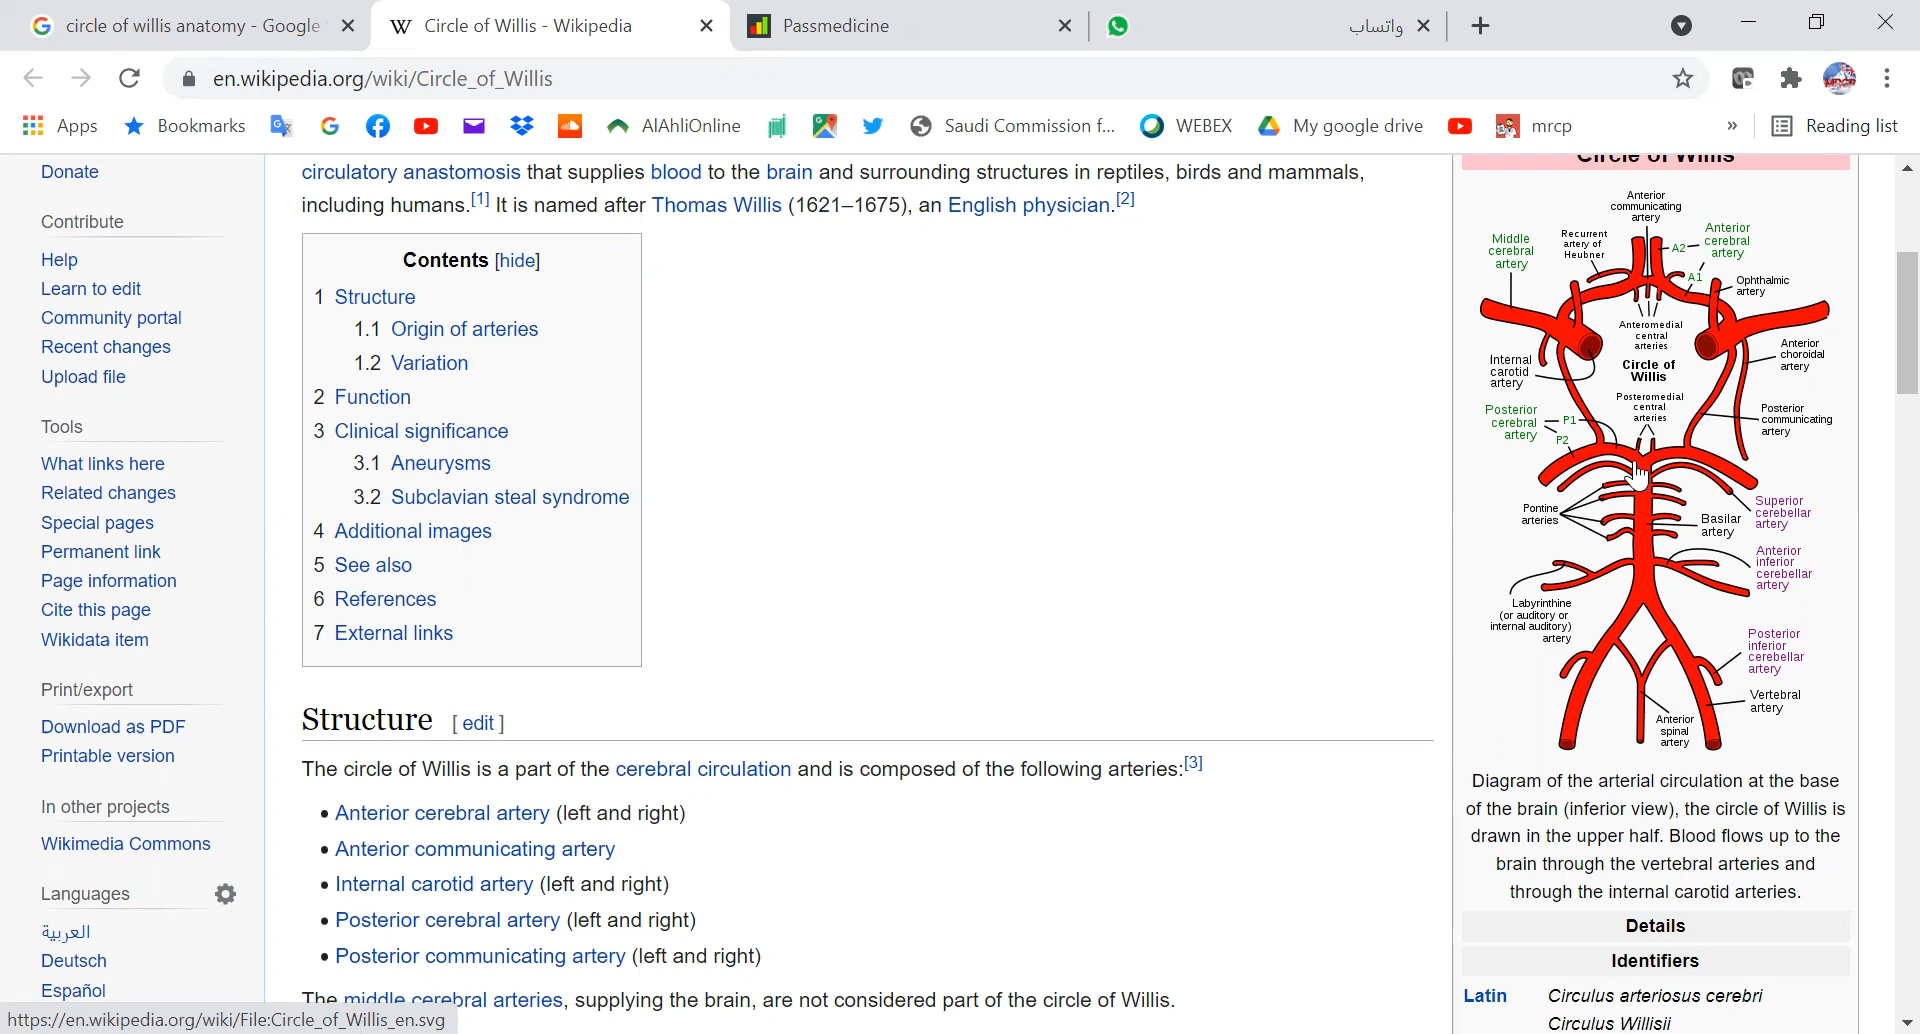 circle of willis anatomy - Google
Circle of Willis - Wikipedia
Passmedicine
واتساب
en.wikipedia.org/wiki/Circle_of_Willis
Apps
Bookmarks
AlAhliOnline
Saudi Commission f...
WEBEX
My google drive
mrcp
»
Reading list
Donate
Contribute
Help
Learn to edit
Community portal
Recent changes
Upload file
Tools
What links here
Related changes
Special pages
Permanent link
Page information
Cite this page
Wikidata item
Print/export
Download as PDF
Printable version
In other projects
Wikimedia Commons
Languages
العربية
Deutsch
Español
https://en.wikipedia.org/wiki/File:Circle_of_Willis_en.svg
circulatory anastomosis that supplies blood to the brain and surrounding structures in reptiles, birds and mammals,
including humans.[1] It is named after Thomas Willis (1621–1675), an English physician.[2]
Contents [hide]
1 Structure
1.1 Origin of arteries
1.2 Variation
2 Function
3 Clinical significance
3.1 Aneurysms
3.2 Subclavian steal syndrome
4 Additional images
5 See also
6 References
7 External links
Structure [ edit ]
The circle of Willis is a part of the cerebral circulation and is composed of the following arteries:[3]
• Anterior cerebral artery (left and right)
• Anterior communicating artery
• Internal carotid artery (left and right)
• Posterior cerebral artery (left and right)
• Posterior communicating artery (left and right)
The middle cerebral arteries, supplying the brain, are not considered part of the circle of Willis.
Circle of Willis
Anterior
communicating
artery
Middle
cerebral
artery
Recurrent
artery of
Heubner
A2
Anterior
cerebral
artery
A1
Ophthalmic
artery
Anteromedial
central
arteries
Internal
carotid
artery
Circle of
Willis
Anterior
choroidal
artery
Posteromedial
central
arteries
Posterior
cerebral
artery
P1
P2
Posterior
communicating
artery
Pontine
arteries
Basilar
artery
Superior
cerebellar
artery
Anterior
inferior
cerebellar
artery
Labyrinthine
(or auditory or
internal auditory)
artery
Posterior
inferior
cerebellar
artery
Vertebral
artery
Anterior
spinal
artery
Diagram of the arterial circulation at the base
of the brain (inferior view), the circle of Willis is
drawn in the upper half. Blood flows up to the
brain through the vertebral arteries and
through the internal carotid arteries.
Details
Identifiers
Latin Circulus arteriosus cerebri
Circulus Willisii